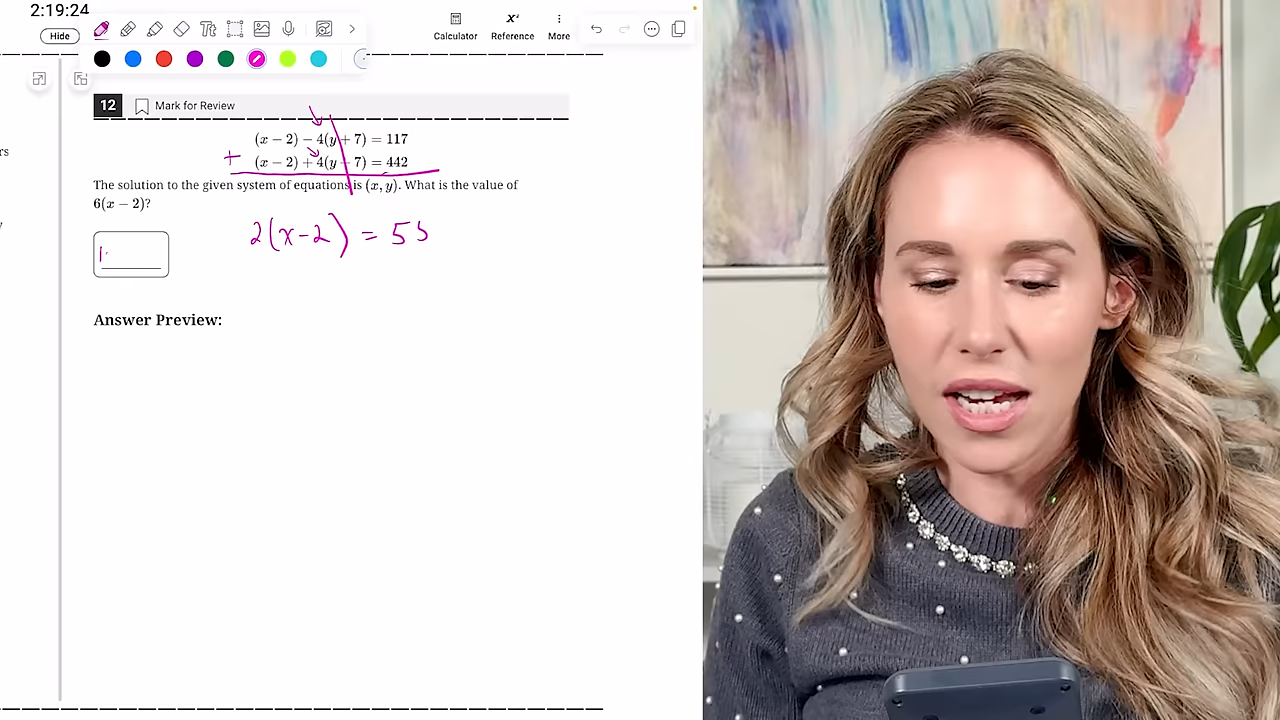 2:19:24
Hide
Tt
Calculator
X²
Reference
More
12 Mark for Review
(x − 2) − 4(y + 7) = 117
+ (x − 2) + 4(y + 7) = 442
The solution to the given system of equations is (x, y). What is the value of
6(x − 2)?
2(x-2) = 55
Answer Preview: